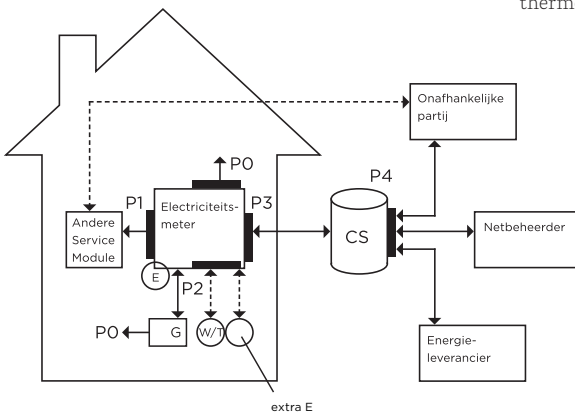 therm
Onafhankelijke
partij
P0
P4
P1
Electriciteits-
meter
P3
Andere
Service
Module
CS
Netbeheerder
E
P2
P0
G
W/T
Energie-
leverancier
extra E